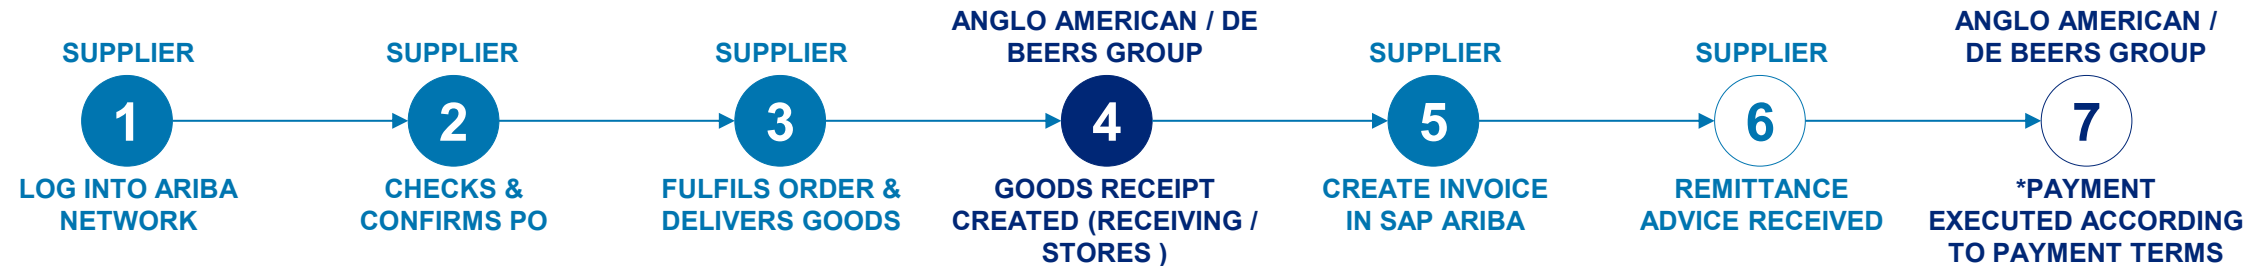 SUPPLIER
1
LOG INTO ARIBA
NETWORK
SUPPLIER
2
CHECKS &
CONFIRMS PO
SUPPLIER
3
FULFILS ORDER &
DELIVERS GOODS
ANGLO AMERICAN / DE
BEERS GROUP
4
GOODS RECEIPT
CREATED (RECEIVING /
STORES )
SUPPLIER
5
CREATE INVOICE
IN SAP ARIBA
SUPPLIER
6
REMITTANCE
ADVICE RECEIVED
ANGLO AMERICAN /
DE BEERS GROUP
7
*PAYMENT
EXECUTED ACCORDING
TO PAYMENT TERMS